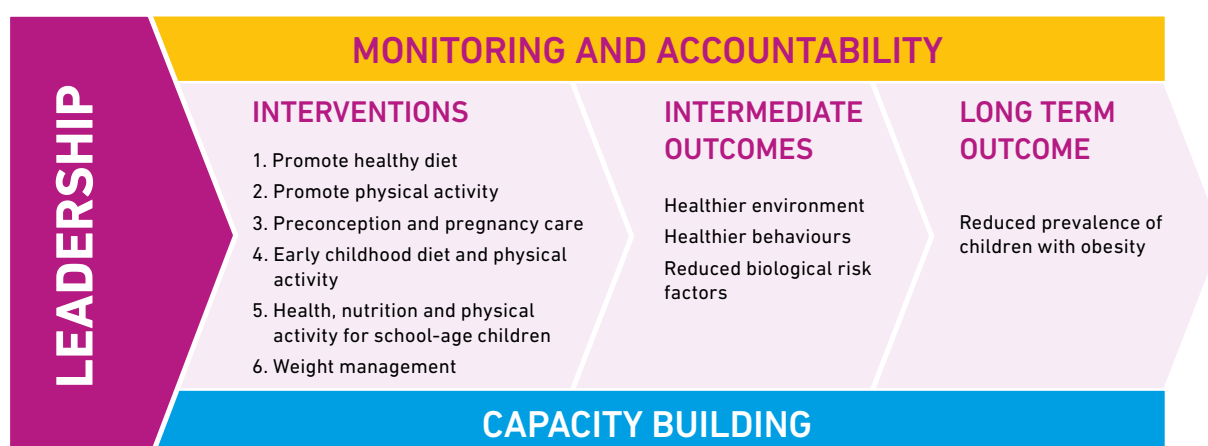 LEADERSHIP
MONITORING AND ACCOUNTABILITY
INTERVENTIONS
1. Promote healthy diet
2. Promote physical activity
3. Preconception and pregnancy care
4. Early childhood diet and physical
activity
5. Health, nutrition and physical
activity for school-age children
6. Weight management
INTERMEDIATE
OUTCOMES
Healthier environment
Healthier behaviours
Reduced biological risk
factors
LONG TERM
OUTCOME
Reduced prevalence of
children with obesity
CAPACITY BUILDING